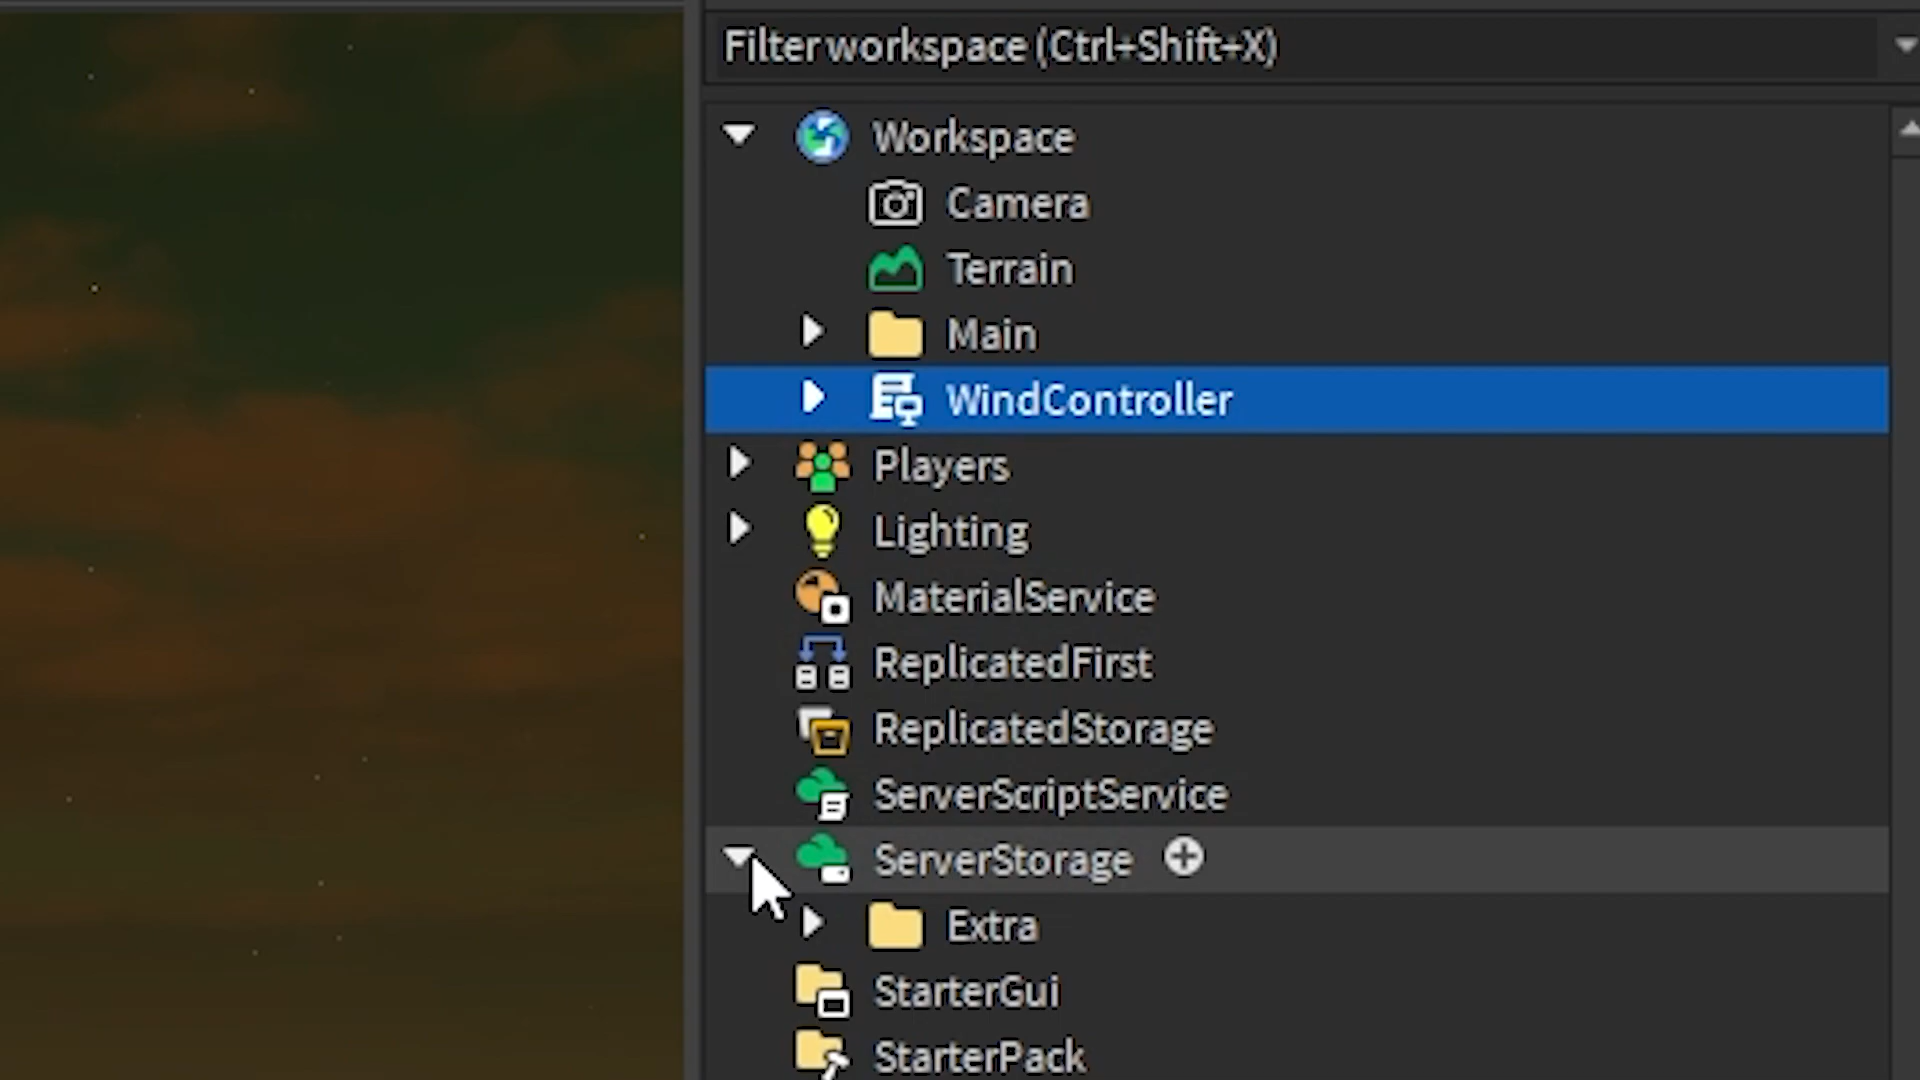 Filter workspace (Ctrl+Shift+X)
Workspace
Camera
Terrain
Main
WindController
Players
Lighting
MaterialService
ReplicatedFirst
ReplicatedStorage
ServerScriptService
ServerStorage
Extra
StarterGui
StarterPack